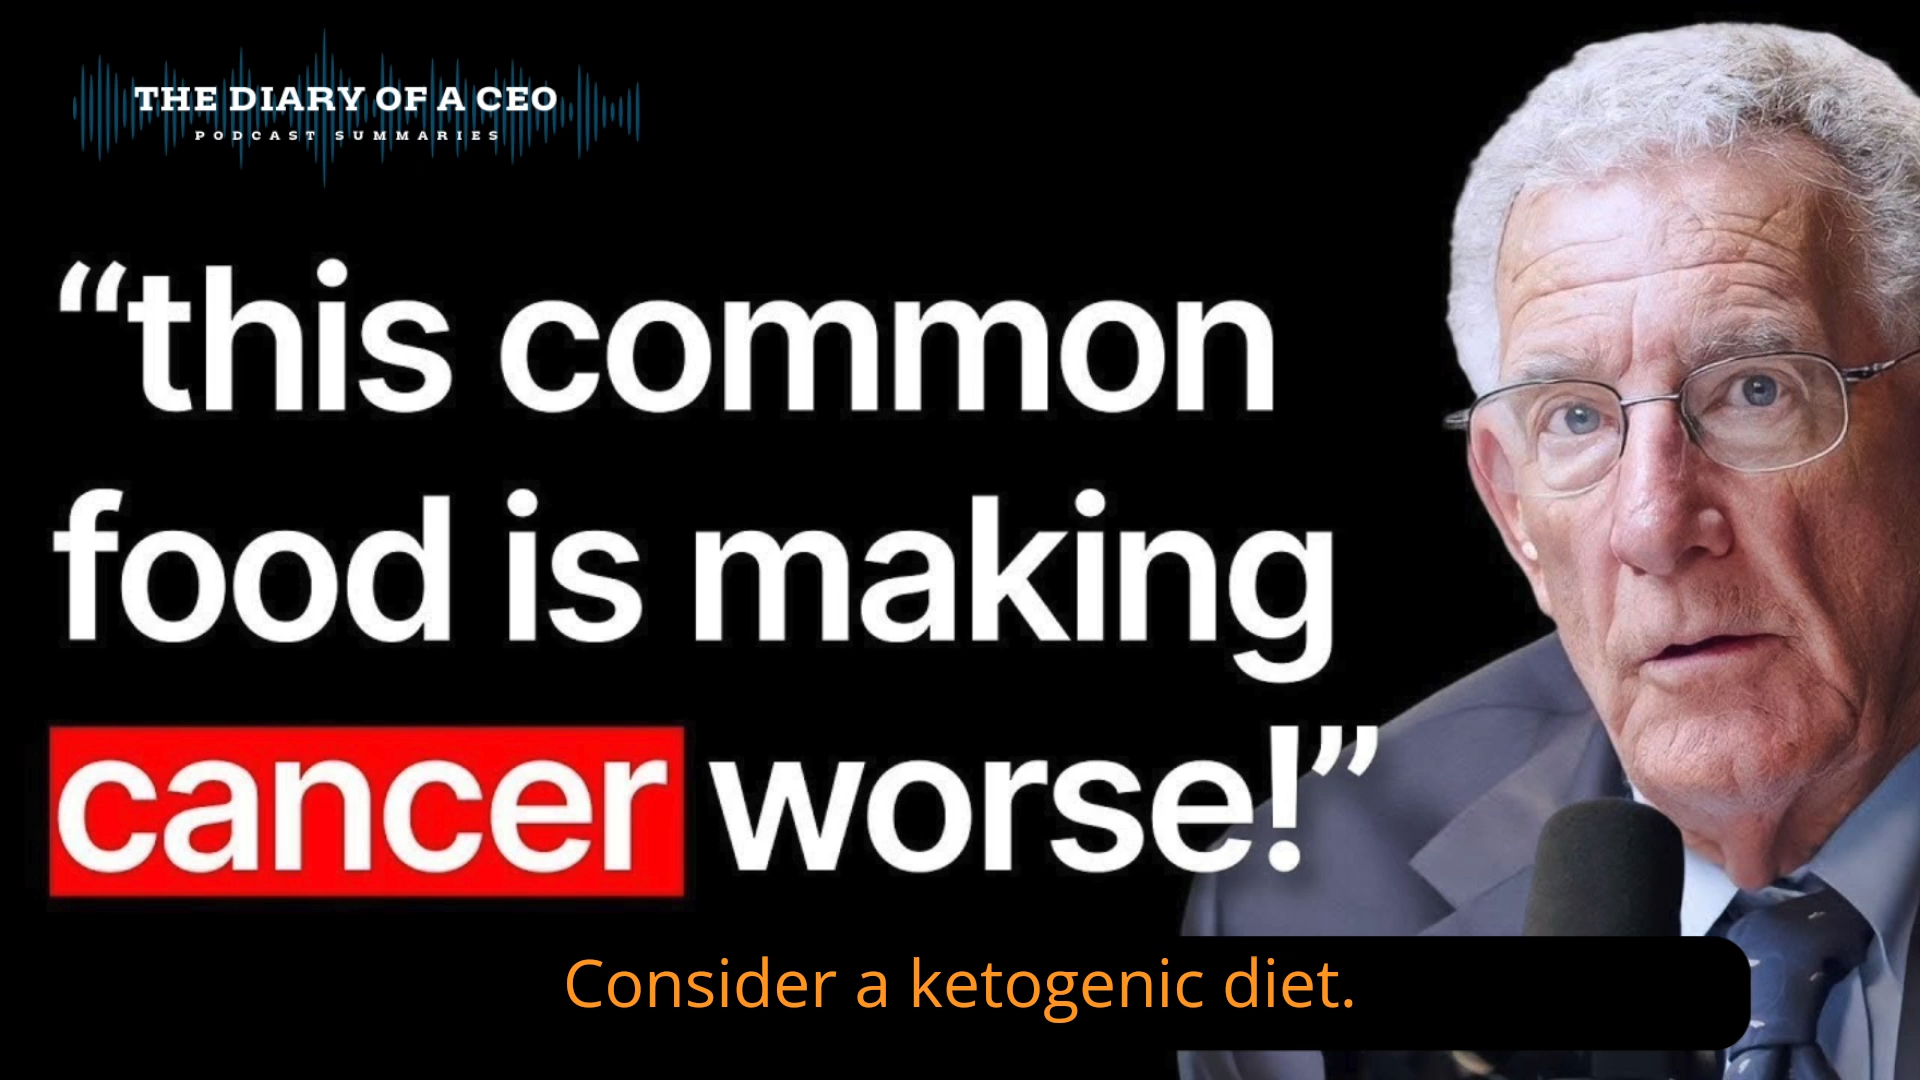 THE DIARY OF A CEO
PODCAST SUMMARIES
“this common
food is making
cancer worse!”
Consider a ketogenic diet.